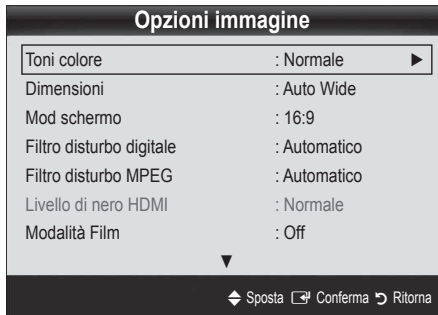 Opzioni immagine
Toni colore : Normale ▶
Dimensioni : Auto Wide
Mod schermo : 16:9
Filtro disturbo digitale : Automatico
Filtro disturbo MPEG : Automatico
Livello di nero HDMI : Normale
Modalità Film : Off
▼
Sposta Conferma Ritorna